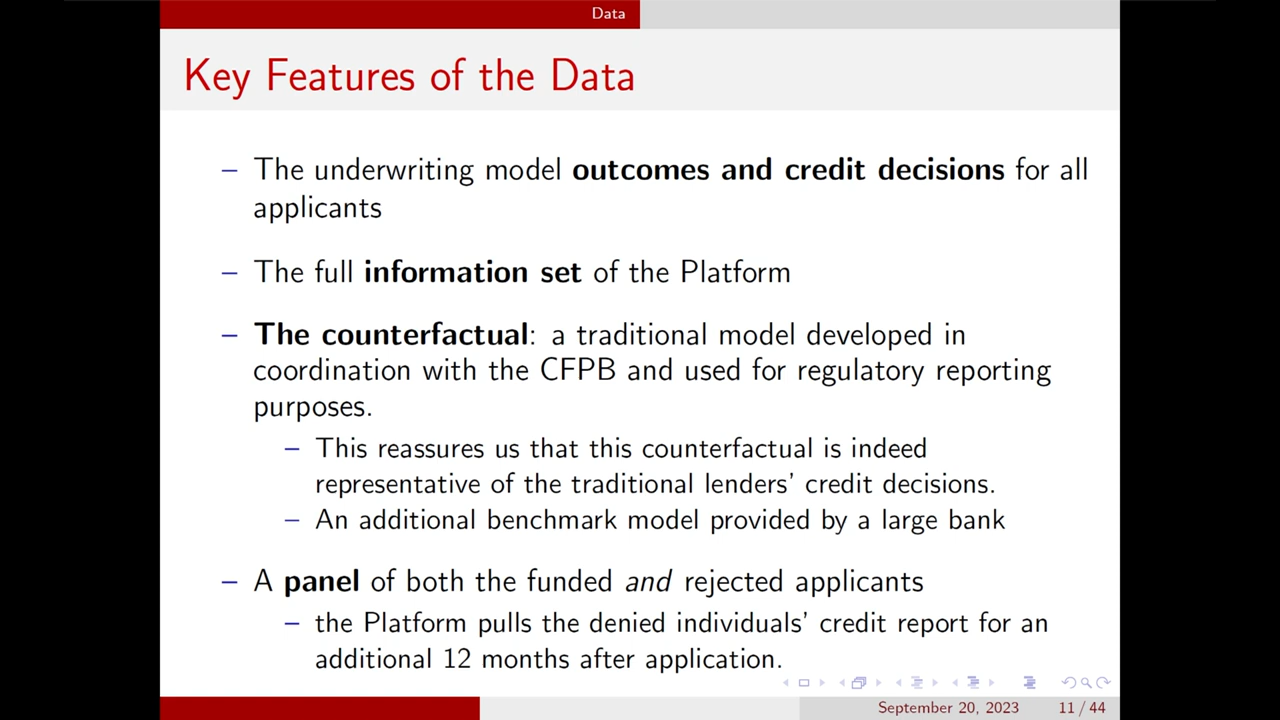 Data
Key Features of the Data
– The underwriting model outcomes and credit decisions for all
applicants
– The full information set of the Platform
– The counterfactual: a traditional model developed in
coordination with the CFPB and used for regulatory reporting
purposes.
– This reassures us that this counterfactual is indeed
representative of the traditional lenders' credit decisions.
– An additional benchmark model provided by a large bank
– A panel of both the funded and rejected applicants
– the Platform pulls the denied individuals' credit report for an
additional 12 months after application.
September 20, 2023 11 / 44